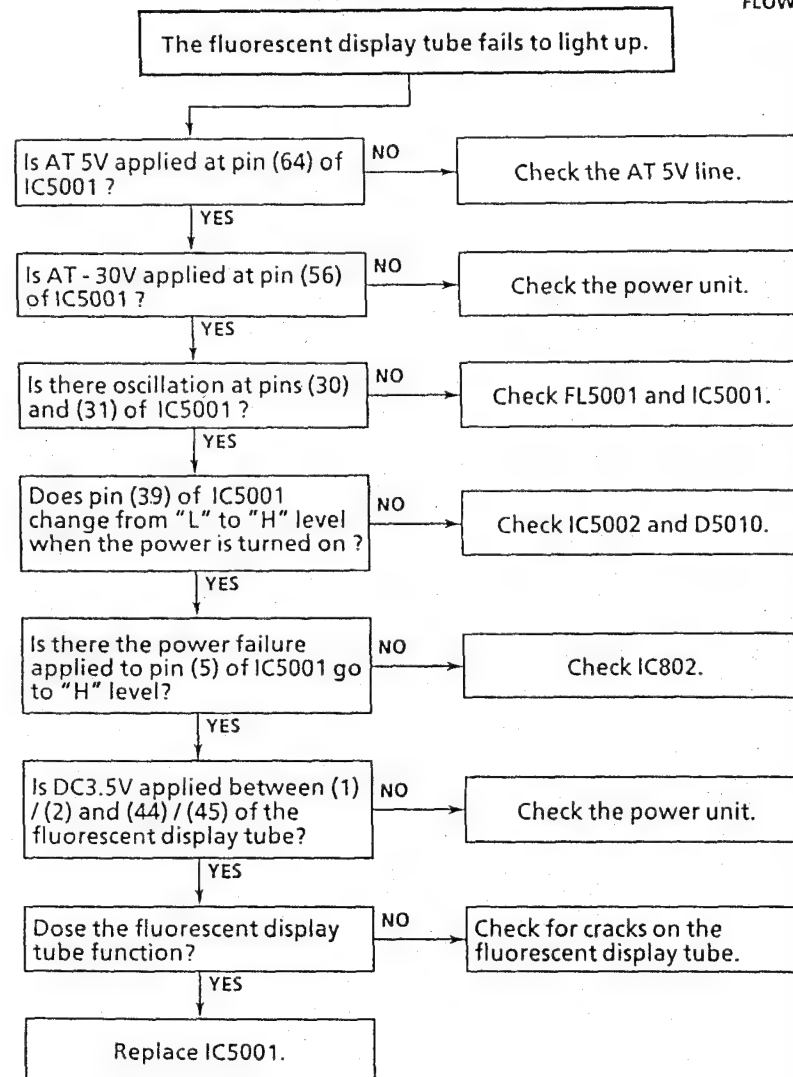 FLOW
The fluorescent display tube fails to light up.
Is AT 5V applied at pin (64) of
IC5001 ?
NO
Check the AT 5V line.
YES
Is AT - 30V applied at pin (56)
of IC5001 ?
NO
Check the power unit.
YES
Is there oscillation at pins (30)
and (31) of IC5001 ?
NO
Check FL5001 and IC5001.
YES
Does pin (39) of IC5001
change from "L" to "H" level
when the power is turned on ?
NO
Check IC5002 and D5010.
YES
Is there the power failure
applied to pin (5) of IC5001 go
to "H" level?
NO
Check IC802.
YES
Is DC3.5V applied between (1)
/ (2) and (44) / (45) of the
fluorescent display tube?
NO
Check the power unit.
YES
Dose the fluorescent display
tube function?
NO
Check for cracks on the
fluorescent display tube.
YES
Replace IC5001.